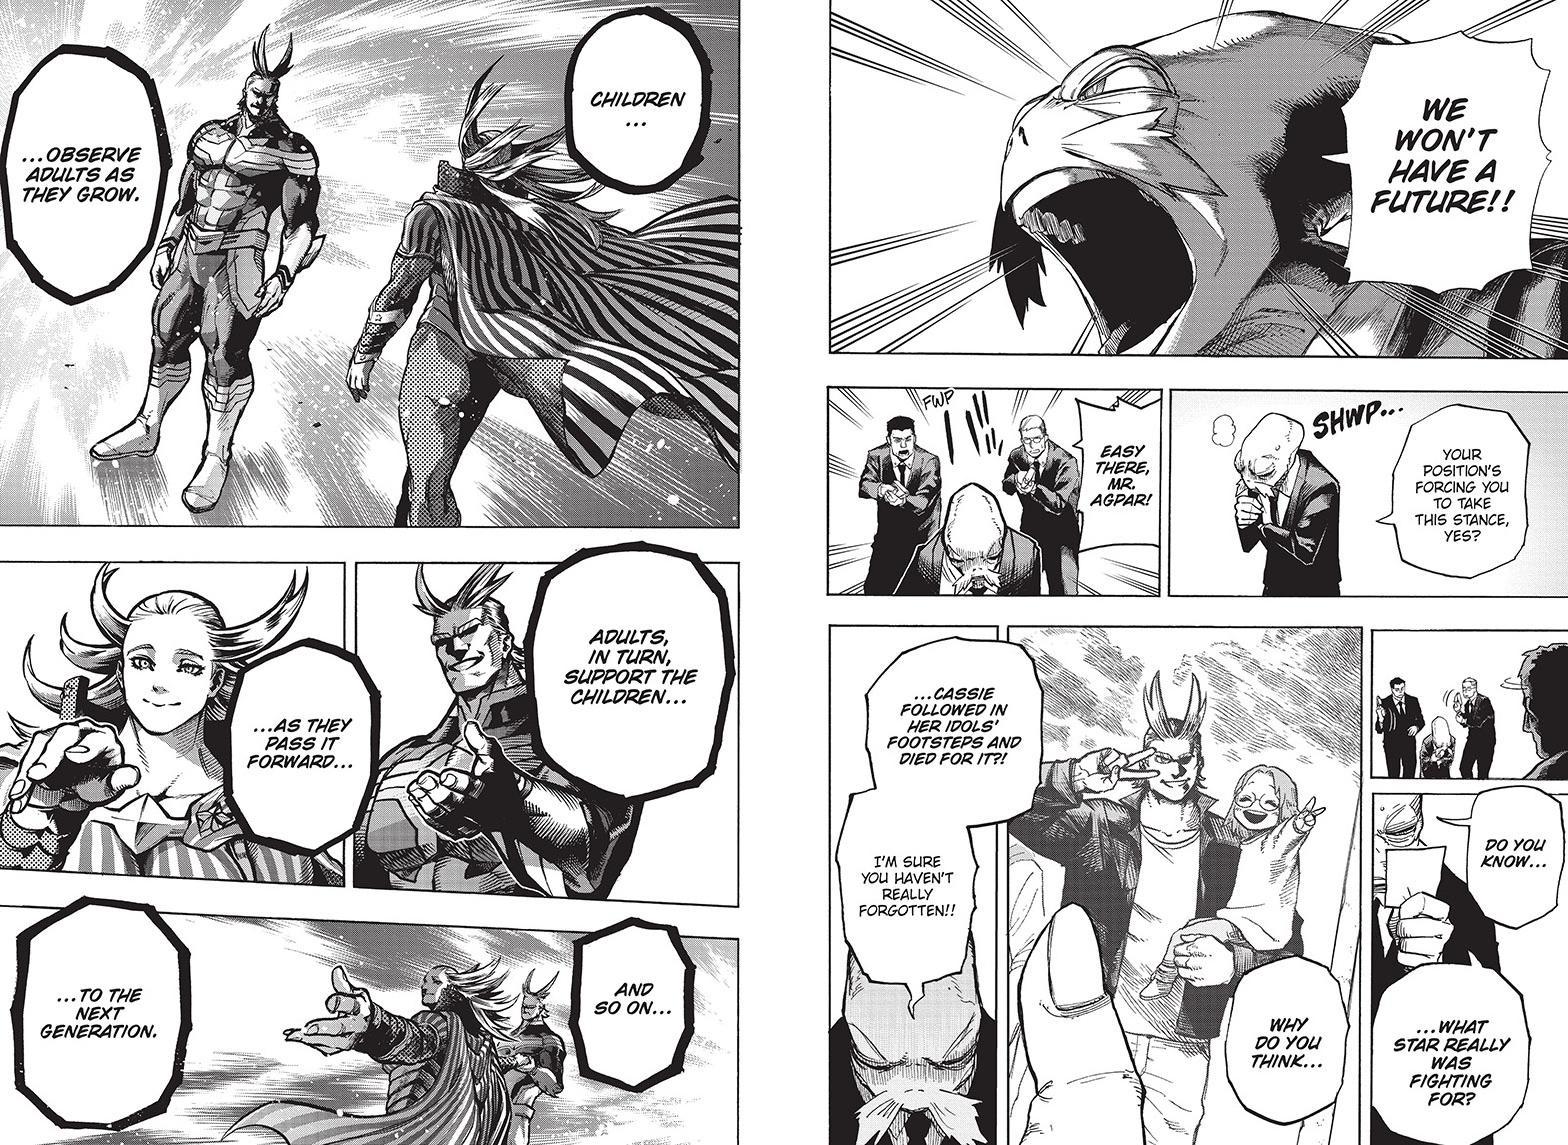 WE
WON'T
HAVE A
FUTURE!!
SHWP...
YOUR
POSITION'S
FORCING YOU
TO TAKE
THIS STANCE,
YES?
FWP
EASY
THERE,
MR.
AGPAR!
DO YOU
KNOW...
...WHAT
STAR REALLY
WAS
FIGHTING
FOR?
WHY
DO YOU
THINK...
...CASSIE
FOLLOWED IN
HER IDOLS'
FOOTSTEPS AND
DIED FOR IT?!
I'M SURE
YOU HAVEN'T
REALLY
FORGOTTEN!!
CHILDREN
...
...OBSERVE
ADULTS AS
THEY GROW.
ADULTS,
IN TURN,
SUPPORT THE
CHILDREN...
...AS THEY
PASS IT
FORWARD...
AND
SO ON...
...TO THE
NEXT
GENERATION.